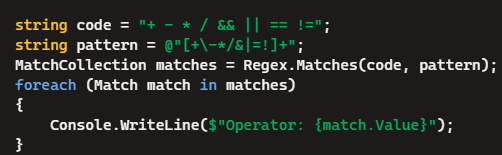 string code = "+ - * / && || == !=";
string pattern = @"[+\-*/&|=!]+";
MatchCollection matches = Regex.Matches(code, pattern);
foreach (Match match in matches)
{
    Console.WriteLine($"Operator: {match.Value}");
}